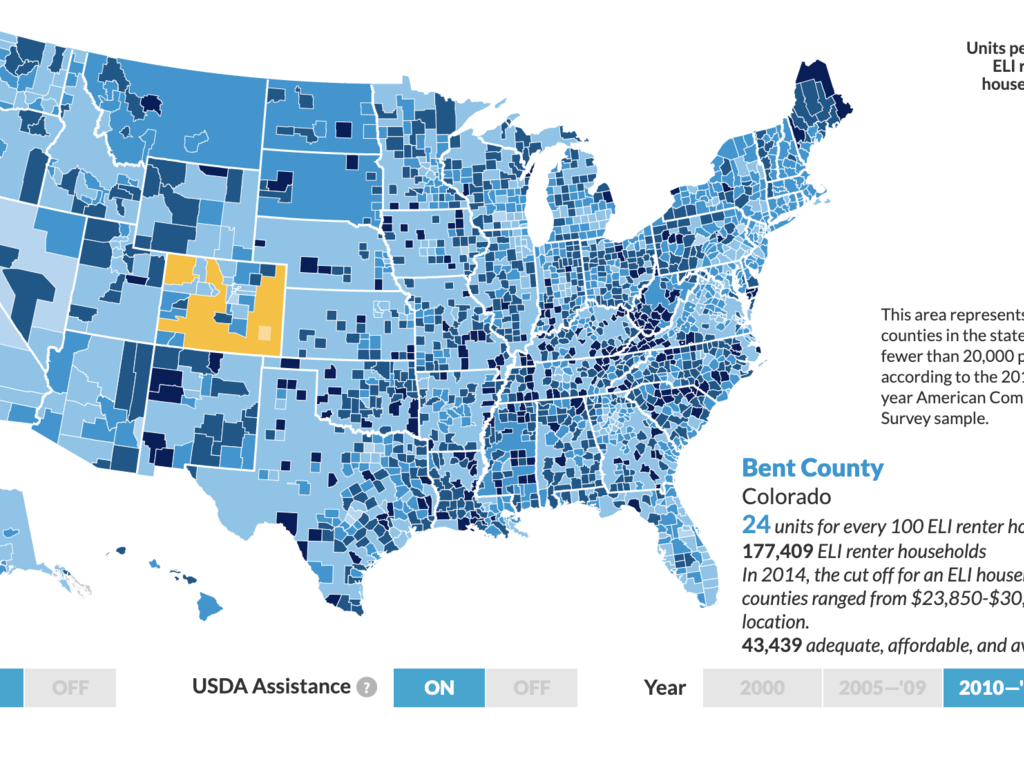 Units pe
ELI r
house
This area represents
counties in the state
fewer than 20,000 p
according to the 201
year American Com
Survey sample.
Bent County
Colorado
24 units for every 100 ELI renter ho
177,409 ELI renter households
In 2014, the cut off for an ELI house
counties ranged from $23,850-$30,
location.
43,439 adequate, affordable, and av
OFF
USDA Assistance ? ON OFF
Year 2000 2005—'09 2010—'